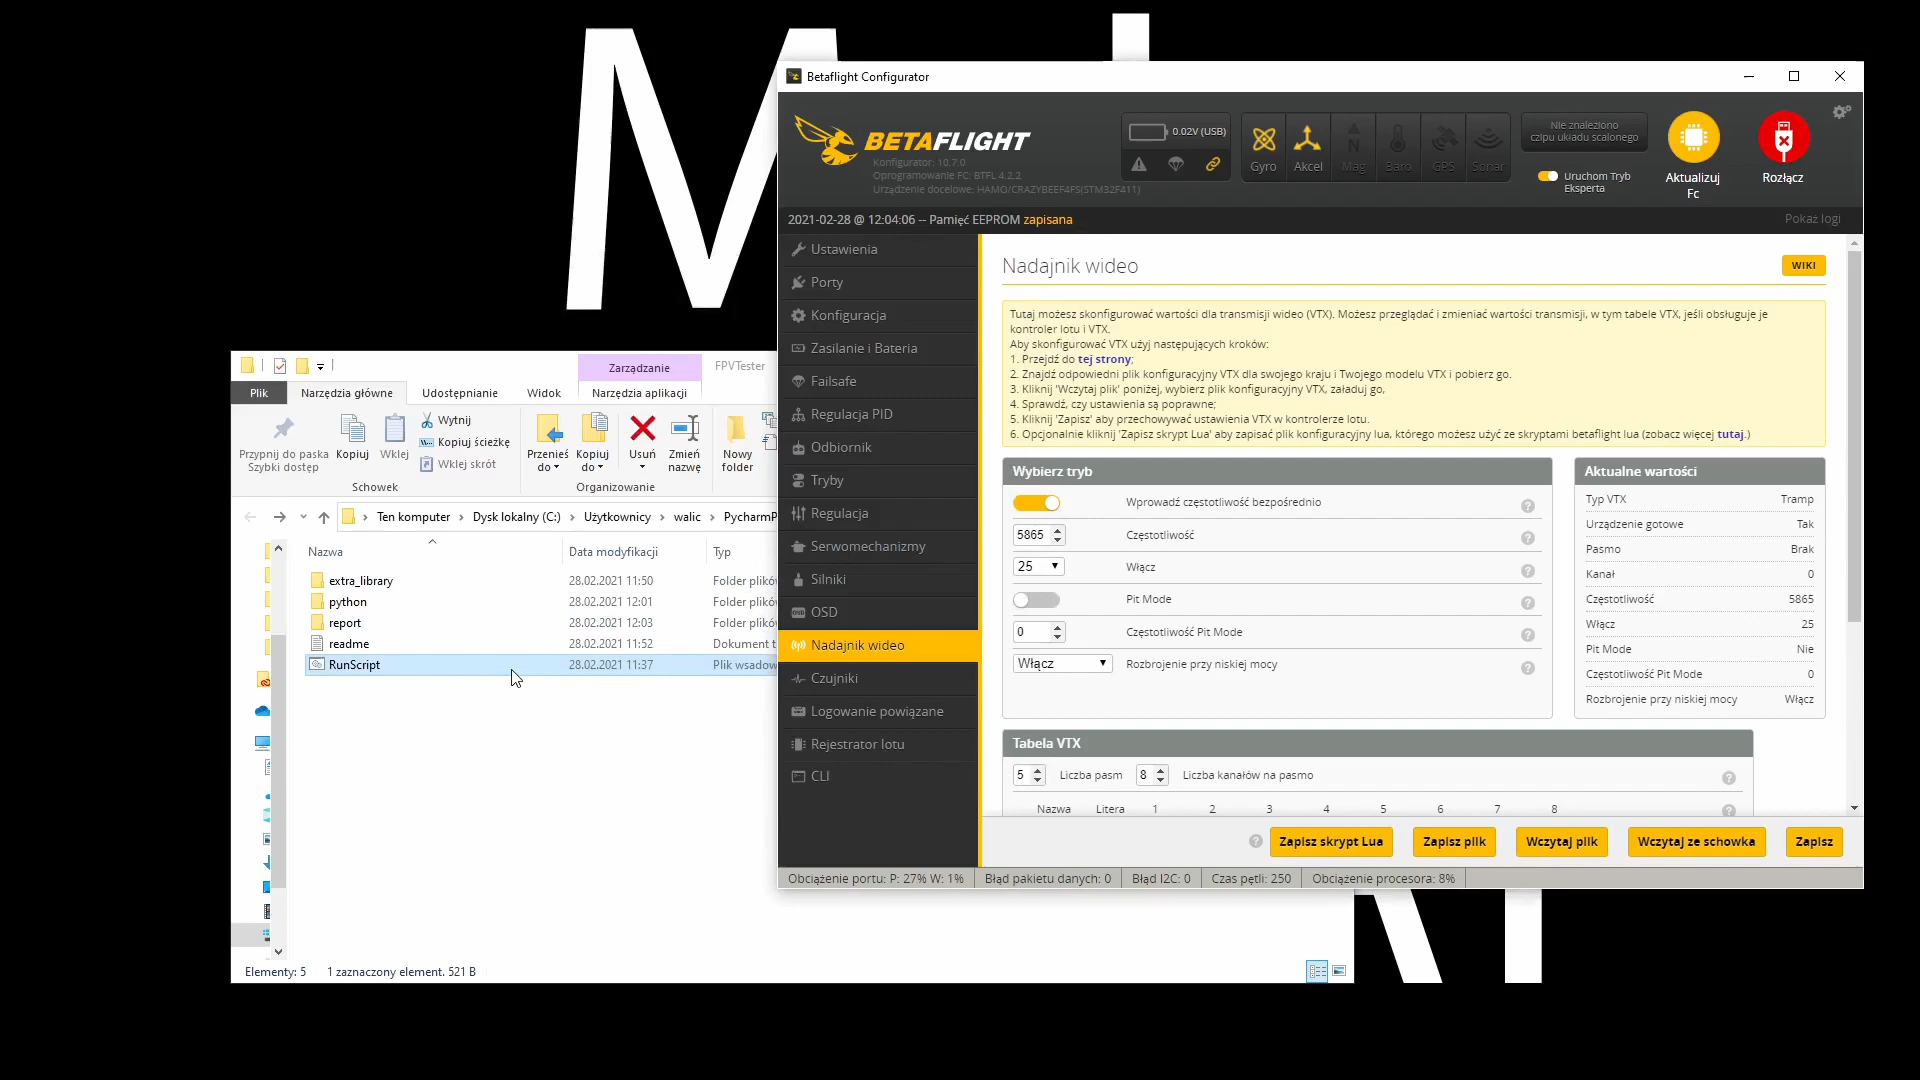 Betaflight Configurator
BETAFLIGHT
Konfigurator: 10.7.0
Oprogramowanie FC: BTFL 4.2.2
Urządzenie docelowe: HAMO/CRAZYBEEF4FS(STM32F411)
0.02V (USB)
Gyro
Akcel
Mag
Baro
GPS
Sonar
Nie znaleziono
czipu układu scalonego
Uruchom Tryb
Eksperta
Aktualizuj
Fc
Rozłącz
2021-02-28 @ 12:04:06 -- Pamięć EEPROM zapisana
Pokaż logi
Ustawienia
Porty
Konfiguracja
Zasilanie i Bateria
Failsafe
Regulacja PID
Odbiornik
Tryby
Regulacja
Serwomechanizmy
Silniki
OSD
Nadajnik wideo
Czujniki
Logowanie powiązane
Rejestrator lotu
CLI
Nadajnik wideo
WIKI
Tutaj możesz skonfigurować wartości dla transmisji wideo (VTX). Możesz przeglądać i zmieniać wartości transmisji, w tym tabele VTX, jeśli obsługuje je
kontroler lotu i VTX.
Aby skonfigurować VTX użyj następujących kroków:
1. Przejdź do tej strony;
2. Znajdź odpowiedni plik konfiguracyjny VTX dla swojego kraju i Twojego modelu VTX i pobierz go.
3. Kliknij 'Wczytaj plik' poniżej, wybierz plik konfiguracyjny VTX, załaduj go,
4. Sprawdź, czy ustawienia są poprawne;
5. Kliknij 'Zapisz' aby przechowywać ustawienia VTX w kontrolerze lotu.
6. Opcjonalnie kliknij 'Zapisz skrypt Lua' aby zapisać plik konfiguracyjny lua, którego możesz użyć ze skryptami betaflight lua (zobacz więcej tutaj.)
Wybierz tryb
Wprowadź częstotliwość bezpośrednio
5865 Częstotliwość
25 Włącz
Pit Mode
0 Częstotliwość Pit Mode
Włącz Rozbrojenie przy niskiej mocy
Aktualne wartości
Typ VTX Tramp
Urządzenie gotowe Tak
Pasmo Brak
Kanał 0
Częstotliwość 5865
Włącz 25
Pit Mode Nie
Częstotliwość Pit Mode 0
Rozbrojenie przy niskiej mocy Włącz
Tabela VTX
5 Liczba pasm 8 Liczba kanałów na pasmo
Nazwa Litera 1 2 3 4 5 6 7 8
Zapisz skrypt Lua
Zapisz plik
Wczytaj plik
Wczytaj ze schowka
Zapisz
Obciążenie portu: P: 27% W: 1% Błąd pakietu danych: 0 Błąd I2C: 0 Czas pętli: 250 Obciążenie procesora: 8%
Zarządzanie
FPVTester
Plik Narzędzia główne Udostępnianie Widok Narzędzia aplikacji
Przypnij do paska
Szybki dostęp
Kopiuj
Wklej
Wytnij
Kopiuj ścieżkę
Wklej skrót
Schowek
Przenieś
do
Kopiuj
do
Usuń
Zmień
nazwę
Organizowanie
Nowy
folder
Ten komputer Dysk lokalny (C:) Użytkownicy walic PycharmP
Nazwa Data modyfikacji Typ
extra_library 28.02.2021 11:50 Folder plikó
python 28.02.2021 12:01 Folder plikó
report 28.02.2021 12:03 Folder plikó
readme 28.02.2021 11:52 Dokument t
RunScript 28.02.2021 11:37 Plik wsadow
Elementy: 5 1 zaznaczony element. 521 B